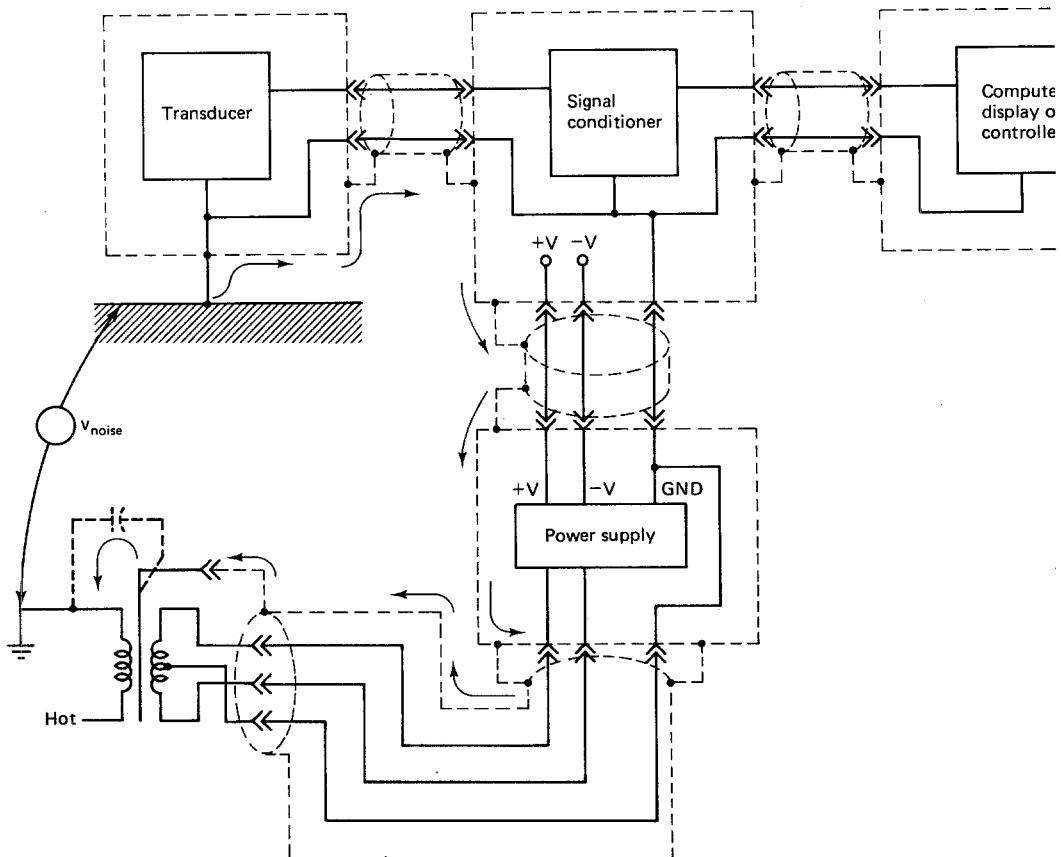 Transducer
Signal
conditioner
Compute
display o
controlle
+V −V
Vnoise
+V −V GND
Power supply
Hot